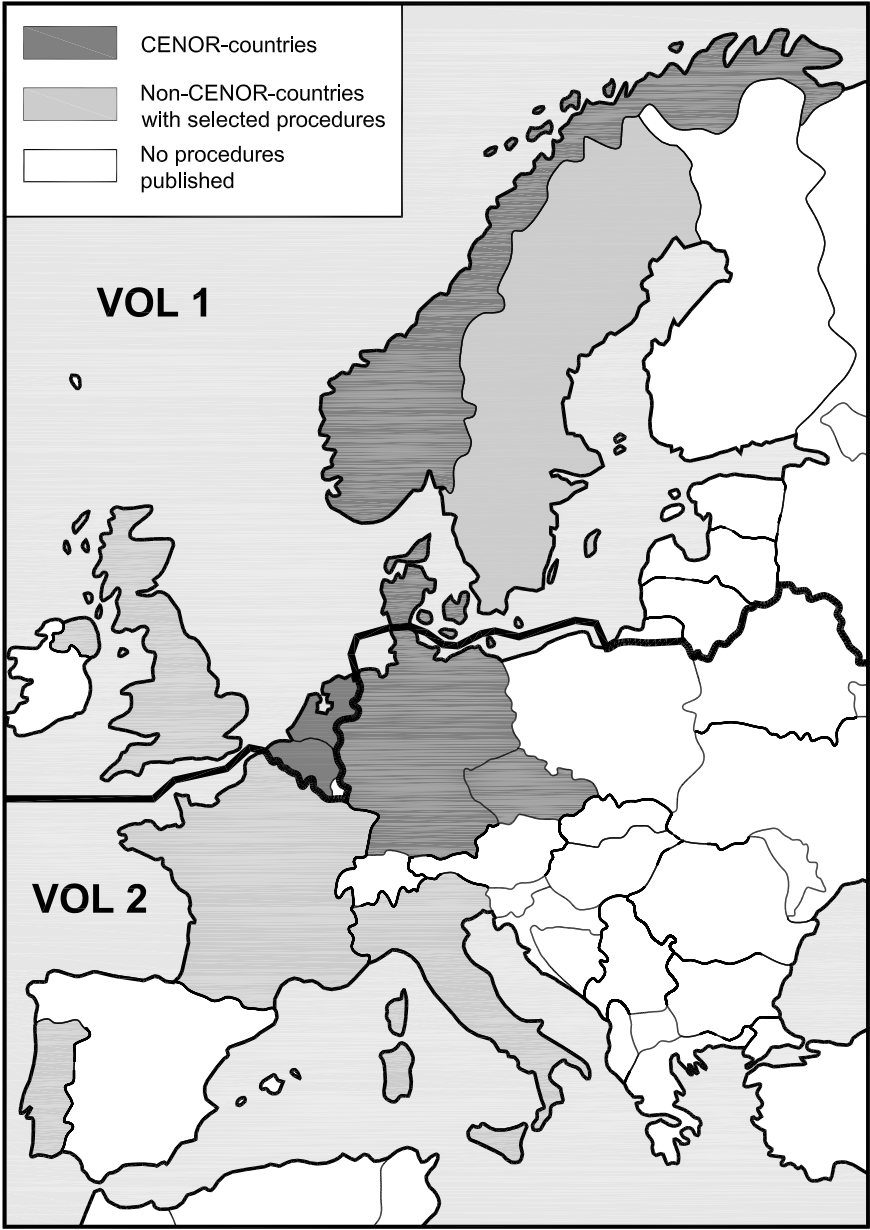 CENOR-countries
Non-CENOR-countries
with selected procedures
No procedures
published
VOL 1
VOL 2